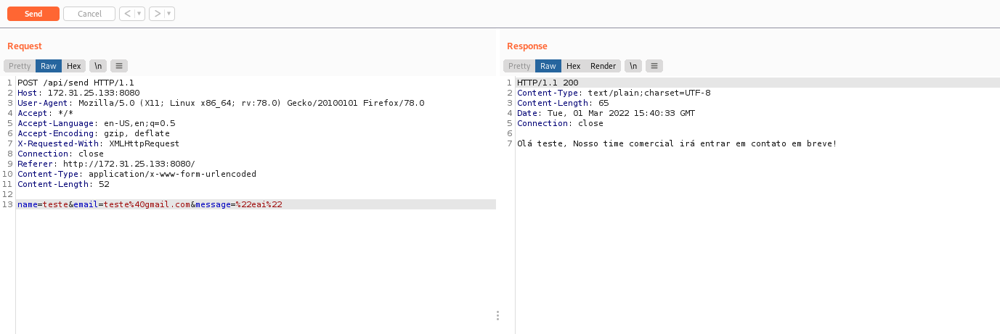 Send Cancel < ▼ > ▼
Request
Pretty Raw Hex \n ≡
1 POST /api/send HTTP/1.1
2 Host: 172.31.25.133:8080
3 User-Agent: Mozilla/5.0 (X11; Linux x86_64; rv:78.0) Gecko/20100101 Firefox/78.0
4 Accept: */*
5 Accept-Language: en-US,en;q=0.5
6 Accept-Encoding: gzip, deflate
7 X-Requested-With: XMLHttpRequest
8 Connection: close
9 Referer: http://172.31.25.133:8080/
10 Content-Type: application/x-www-form-urlencoded
11 Content-Length: 52
12
13 name=teste&email=teste%40gmail.com&message=%22eai%22
Response
Pretty Raw Hex Render \n ≡
1 HTTP/1.1 200
2 Content-Type: text/plain;charset=UTF-8
3 Content-Length: 65
4 Date: Tue, 01 Mar 2022 15:40:33 GMT
5 Connection: close
6
7 Olá teste, Nosso time comercial irá entrar em contato em breve!